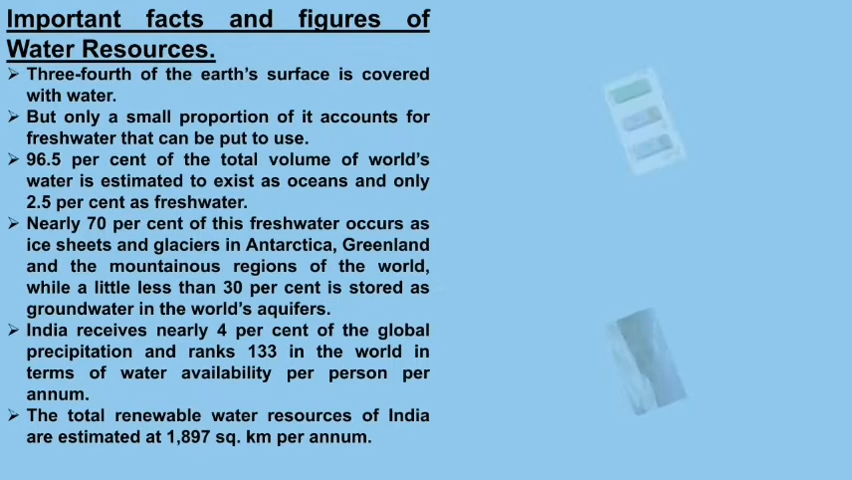 Important facts and figures of
Water Resources.
➢ Three-fourth of the earth's surface is covered
with water.
➢ But only a small proportion of it accounts for
freshwater that can be put to use.
➢ 96.5 per cent of the total volume of world's
water is estimated to exist as oceans and only
2.5 per cent as freshwater.
➢ Nearly 70 per cent of this freshwater occurs as
ice sheets and glaciers in Antarctica, Greenland
and the mountainous regions of the world,
while a little less than 30 per cent is stored as
groundwater in the world's aquifers.
➢ India receives nearly 4 per cent of the global
precipitation and ranks 133 in the world in
terms of water availability per person per
annum.
➢ The total renewable water resources of India
are estimated at 1,897 sq. km per annum.